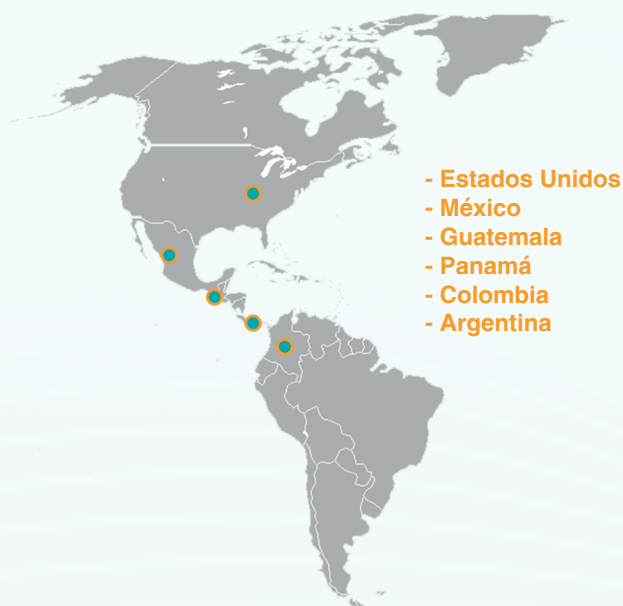 - Estados Unidos
- México
- Guatemala
- Panamá
- Colombia
- Argentina